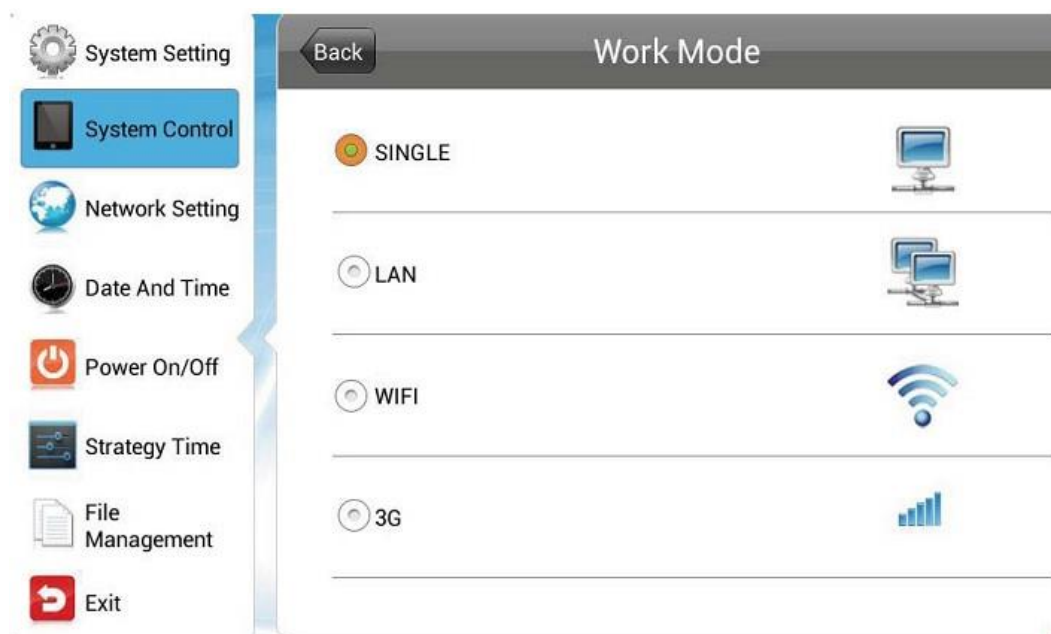 System Setting
System Control
Network Setting
Date And Time
Power On/Off
Strategy Time
File
Management
Exit
Back
Work Mode
SINGLE
LAN
WIFI
3G